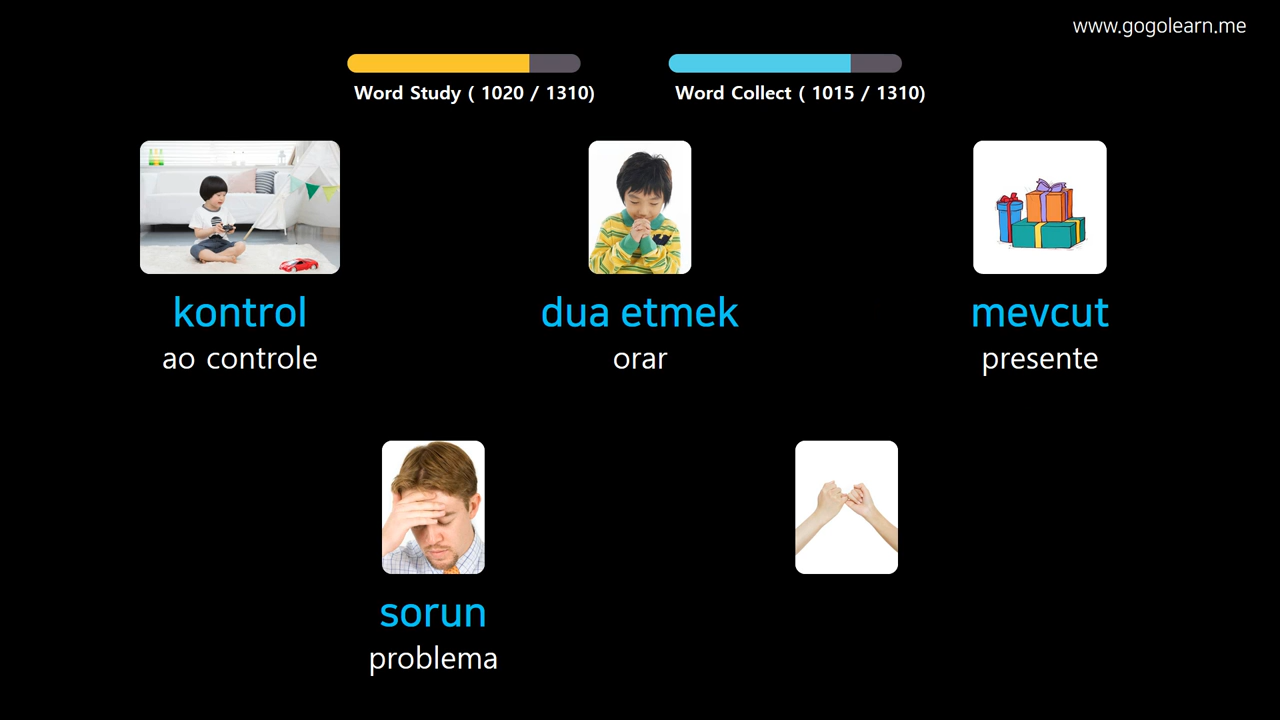 www.gogolearn.me
Word Study ( 1020 / 1310)
Word Collect ( 1015 / 1310)
kontrol
ao controle
dua etmek
orar
mevcut
presente
sorun
problema